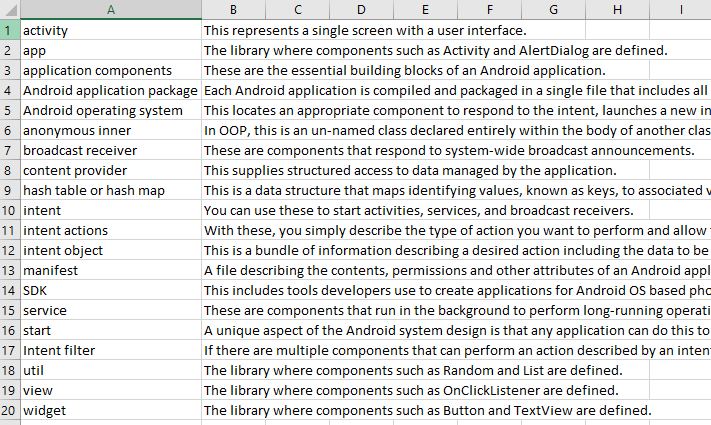 A B C D E F G H I
1 activity This represents a single screen with a user interface.
2 app The library where components such as Activity and AlertDialog are defined.
3 application components These are the essential building blocks of an Android application.
4 Android application package Each Android application is compiled and packaged in a single file that includes all
5 Android operating system This locates an appropriate component to respond to the intent, launches a new in
6 anonymous inner In OOP, this is an un-named class declared entirely within the body of another clas
7 broadcast receiver These are components that respond to system-wide broadcast announcements.
8 content provider This supplies structured access to data managed by the application.
9 hash table or hash map This is a data structure that maps identifying values, known as keys, to associated v
10 intent You can use these to start activities, services, and broadcast receivers.
11 intent actions With these, you simply describe the type of action you want to perform and allow
12 intent object This is a bundle of information describing a desired action including the data to be
13 manifest A file describing the contents, permissions and other attributes of an Android appl
14 SDK This includes tools developers use to create applications for Android OS based pho
15 service These are components that run in the background to perform long-running operati
16 start A unique aspect of the Android system design is that any application can do this to
17 Intent filter If there are multiple components that can perform an action described by an inten
18 util The library where components such as Random and List are defined.
19 view The library where components such as OnClickListener are defined.
20 widget The library where components such as Button and TextView are defined.